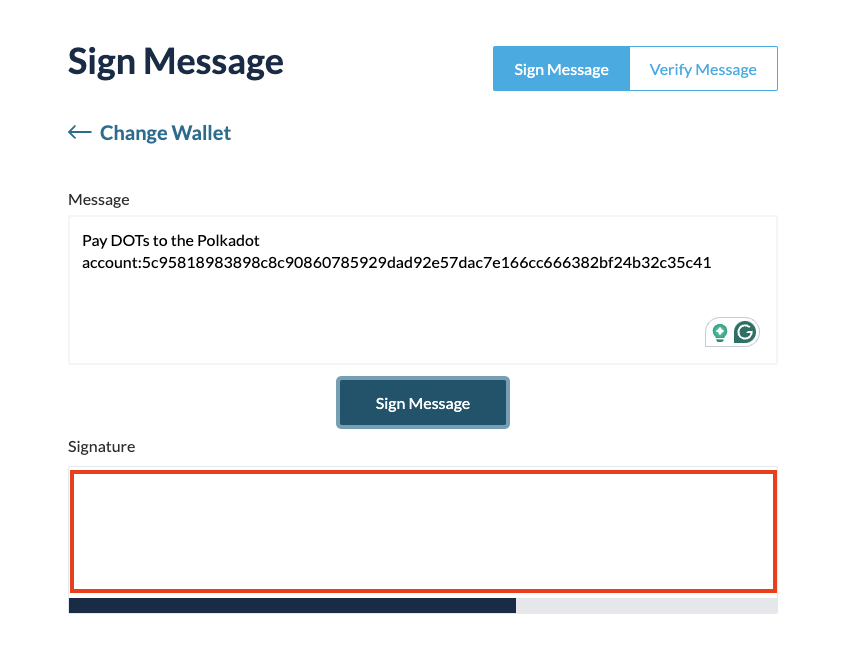 Sign Message
Sign Message
Verify Message
← Change Wallet
Message
Pay DOTs to the Polkadot
account:5c95818983898c8c90860785929dad92e57dac7e166cc666382bf24b32c35c41
Sign Message
Signature